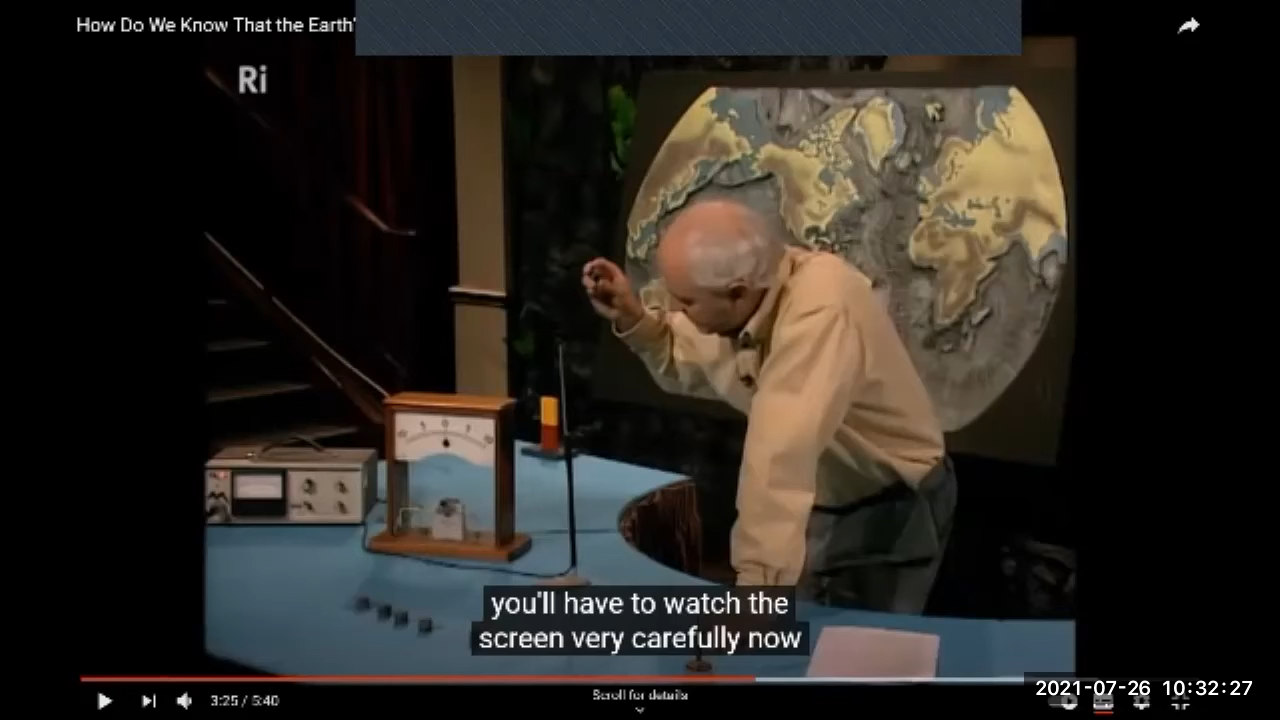 How Do We Know That the Earth'
Ri
you'll have to watch the
screen very carefully now
3:25 / 5:40
Scroll for details
2021-07-26 10:32:27